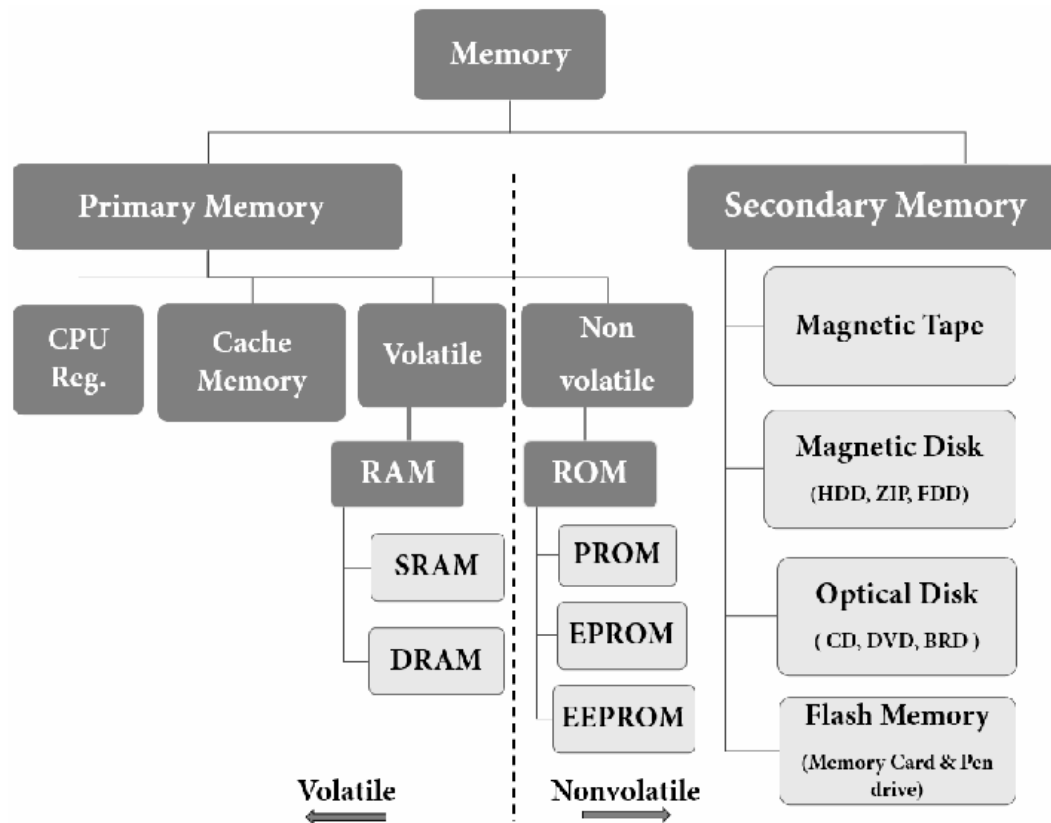 Memory
Primary Memory
Secondary Memory
CPU
Reg.
Cache
Memory
Volatile
Non
volatile
RAM
SRAM
DRAM
ROM
PROM
EPROM
EEPROM
Magnetic Tape
Magnetic Disk
(HDD, ZIP, FDD)
Optical Disk
( CD, DVD, BRD )
Flash Memory
(Memory Card & Pen
drive)
Volatile
Nonvolatile